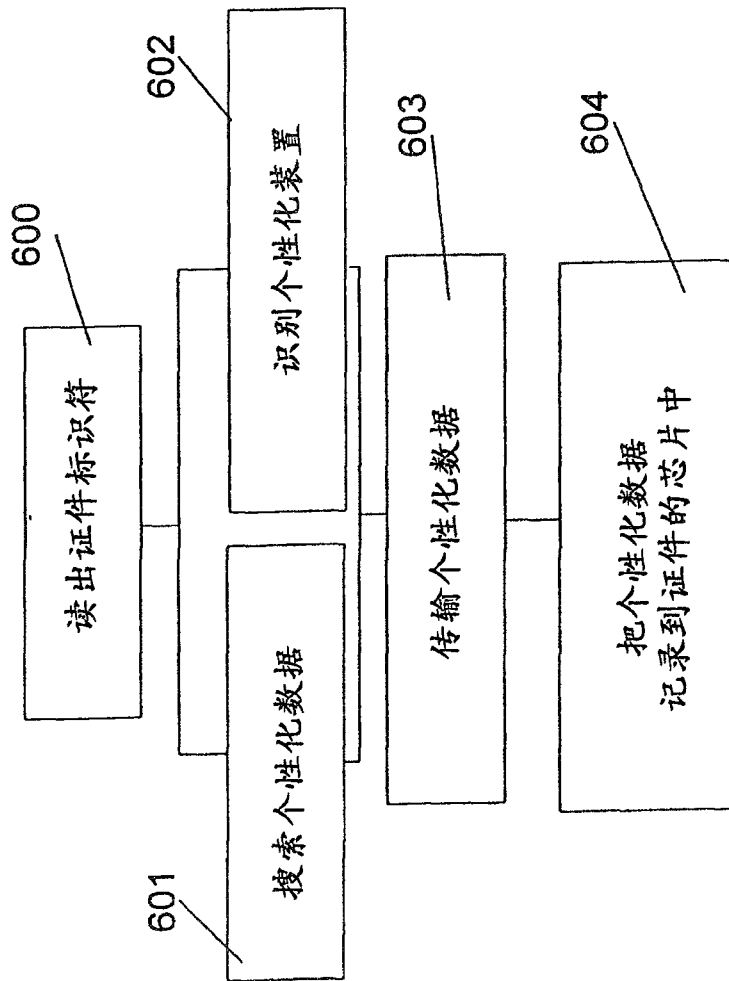 600
读出证件标识符
601
搜索个性化数据
602
识别个性化装置
603
传输个性化数据
604
把个性化数据
记录到证件的芯片中